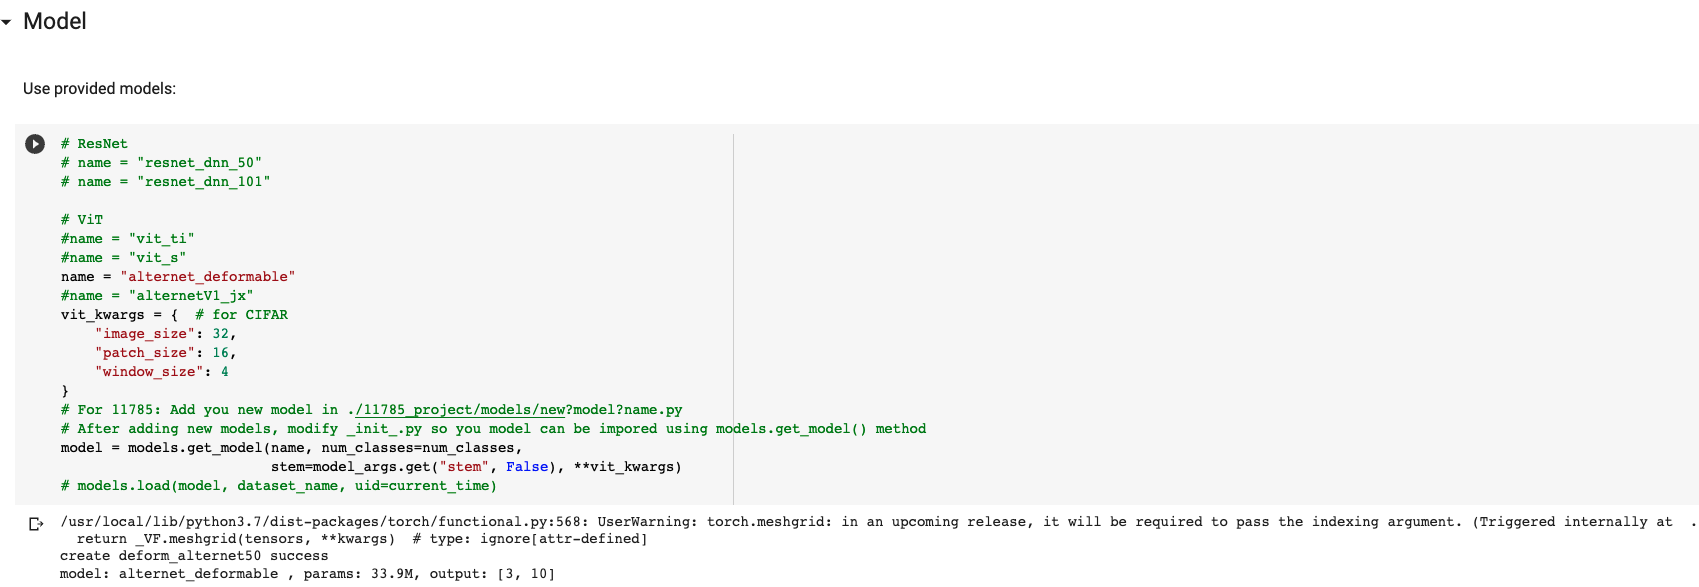 Model
Use provided models:
# ResNet
# name = "resnet_dnn_50"
# name = "resnet_dnn_101"
# ViT
#name = "vit_ti"
#name = "vit_s"
name = "alternet_deformable"
#name = "alternetV1_jx"
vit_kwargs = {  # for CIFAR
    "image_size": 32,
    "patch_size": 16,
    "window_size": 4
}
# For 11785: Add you new model in ./11785_project/models/new?model?name.py
# After adding new models, modify _init_.py so you model can be impored using models.get_model() method
model = models.get_model(name, num_classes=num_classes,
                         stem=model_args.get("stem", False), **vit_kwargs)
# models.load(model, dataset_name, uid=current_time)
/usr/local/lib/python3.7/dist-packages/torch/functional.py:568: UserWarning: torch.meshgrid: in an upcoming release, it will be required to pass the indexing argument. (Triggered internally at  .
  return _VF.meshgrid(tensors, **kwargs)  # type: ignore[attr-defined]
create deform_alternet50 success
model: alternet_deformable , params: 33.9M, output: [3, 10]